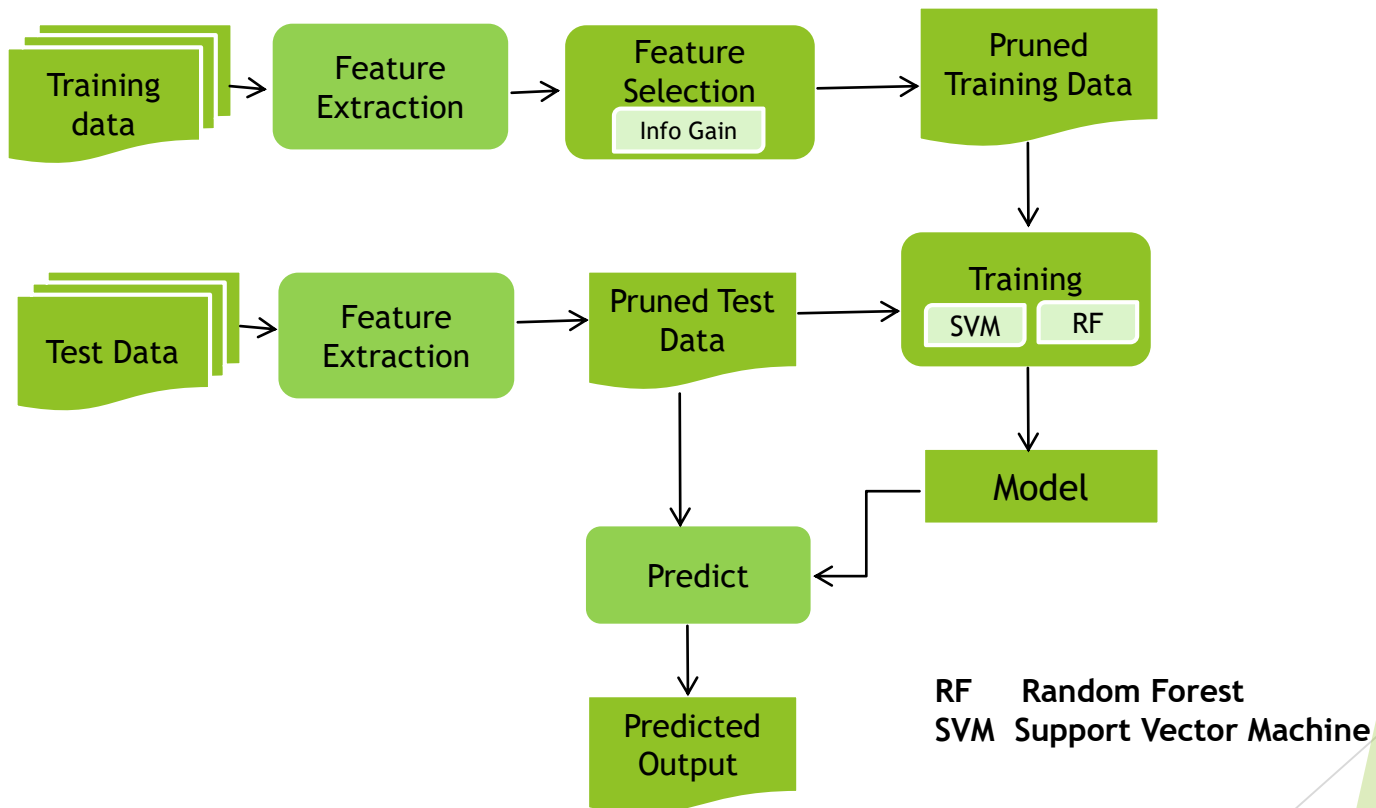 Training
data
Feature
Extraction
Feature
Selection
Info Gain
Pruned
Training Data
Test Data
Feature
Extraction
Pruned Test
Data
Training
SVM
RF
Model
Predict
Predicted
Output
RF Random Forest
SVM Support Vector Machine